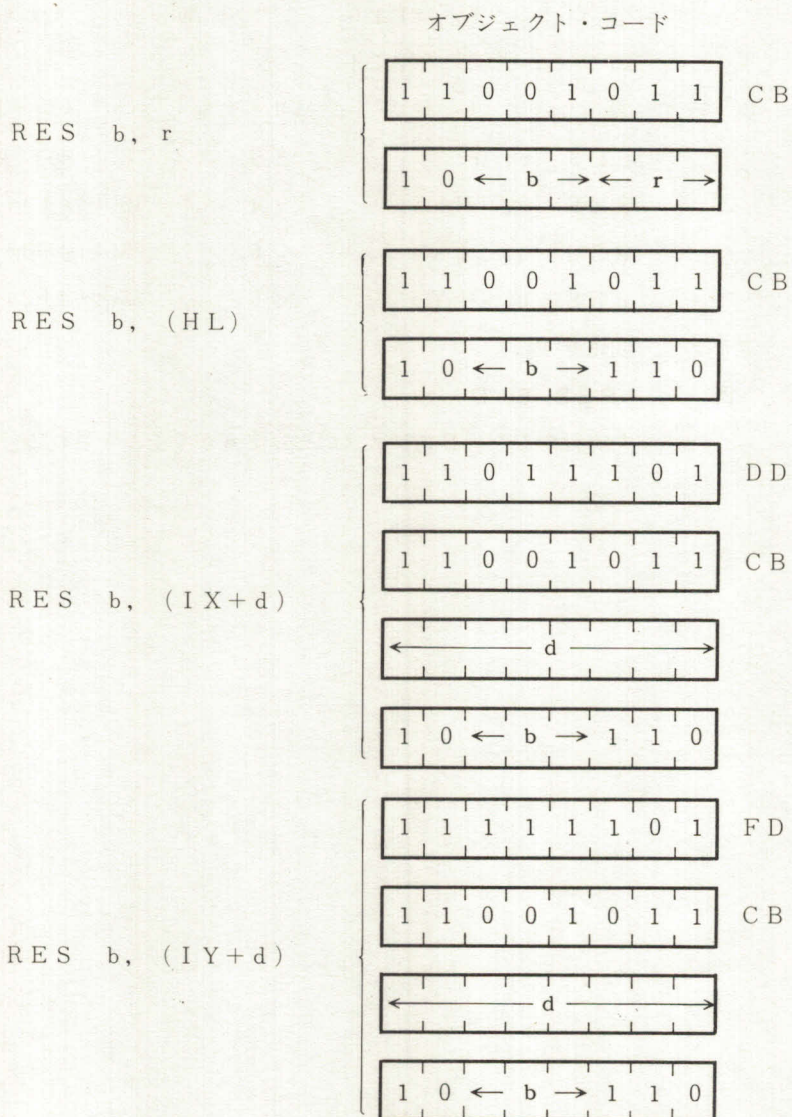 オブジェクト・コード
1 1 0 0 1 0 1 1 CB
RES b, r
1 0 ← b → ← r →
1 1 0 0 1 0 1 1 CB
RES b, (HL)
1 0 ← b → 1 1 0
1 1 0 1 1 1 0 1 DD
1 1 0 0 1 0 1 1 CB
RES b, (IX+d)
← d →
1 0 ← b → 1 1 0
1 1 1 1 1 1 0 1 FD
1 1 0 0 1 0 1 1 CB
RES b, (IY+d)
← d →
1 0 ← b → 1 1 0